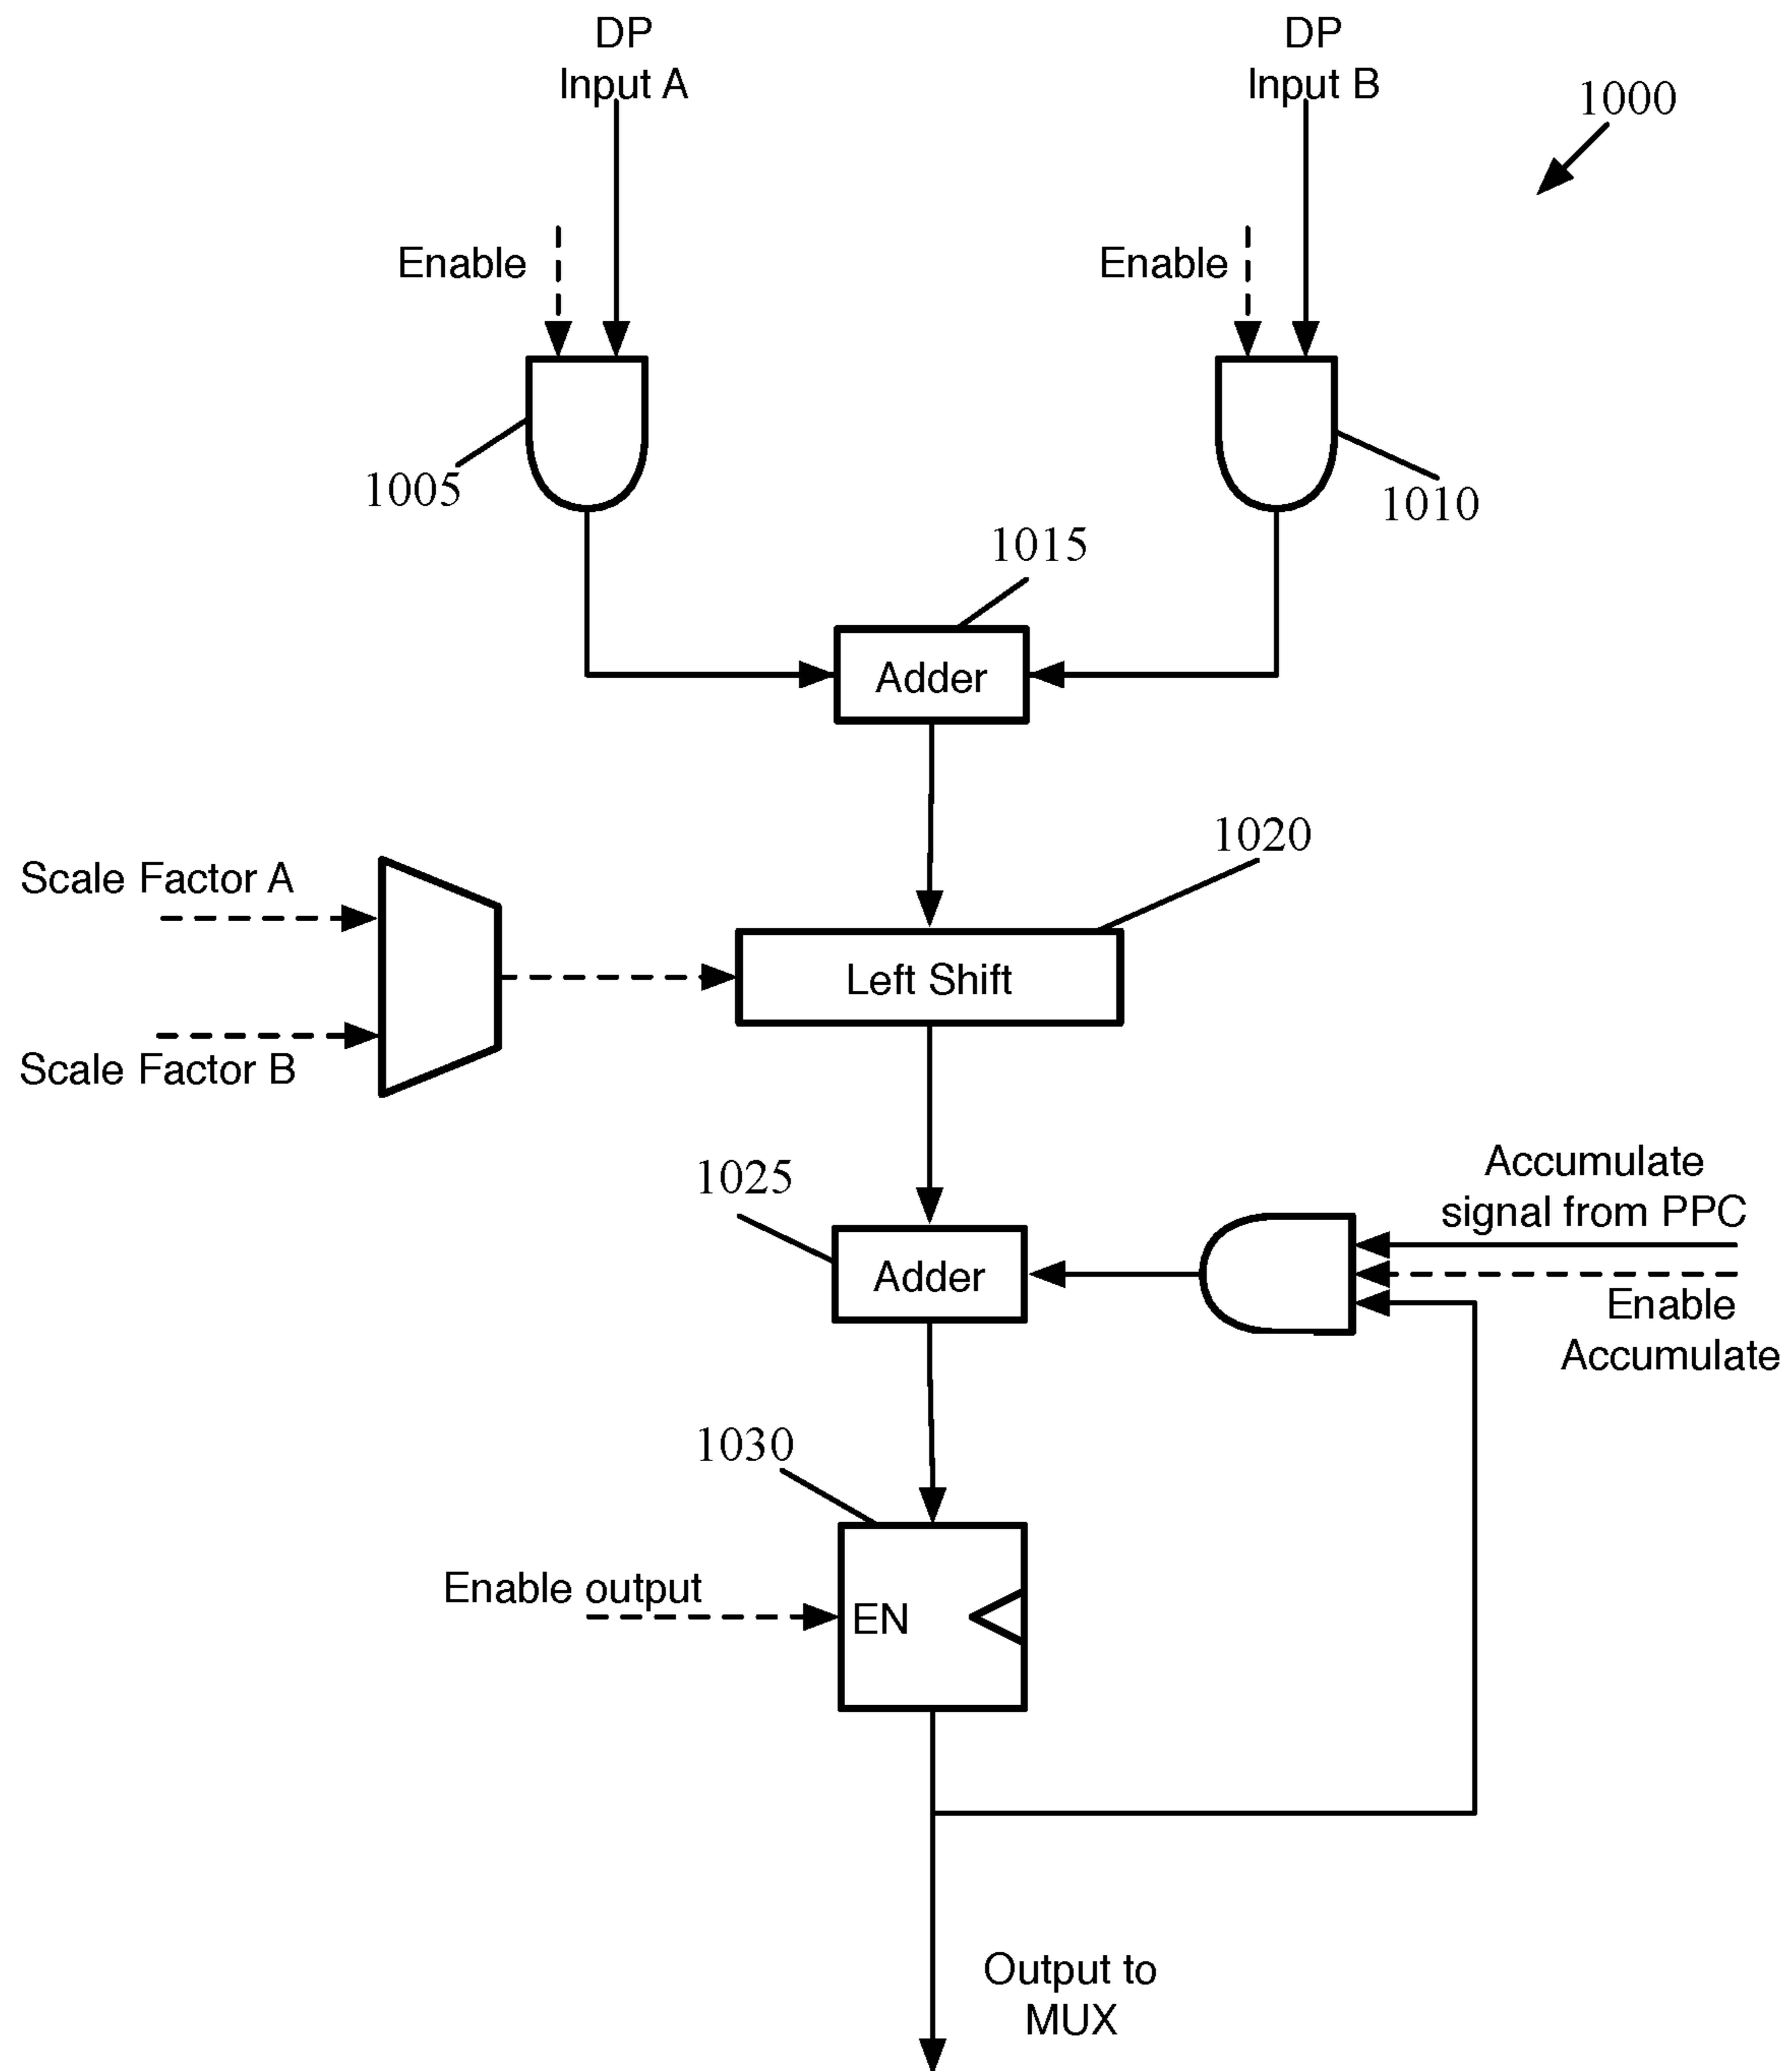 DP
Input A
DP
Input B
1000
Enable
Enable
1005
1010
1015
Adder
1020
Scale Factor A
Left Shift
Scale Factor B
Accumulate
signal from PPC
1025
Adder
Enable
Accumulate
1030
Enable output
EN
Output to
MUX